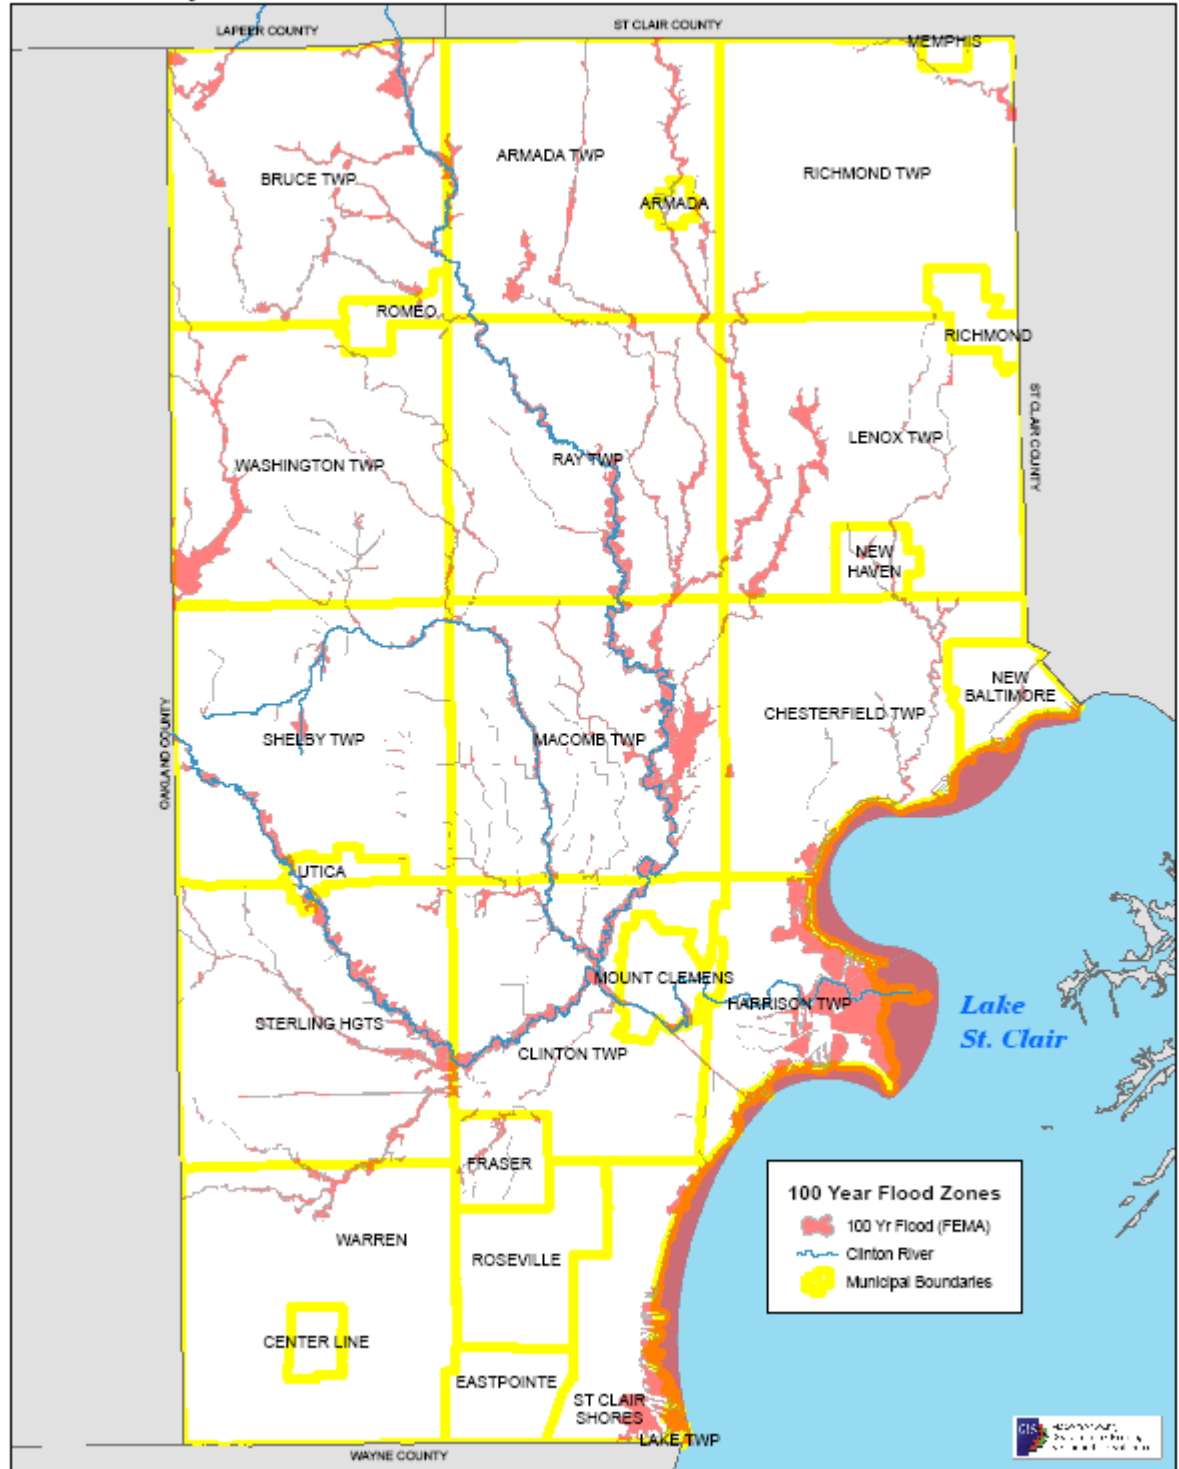 LAPEER COUNTY
ST CLAIR COUNTY
MEMPHIS
ARMADA TWP
BRUCE TWP
RICHMOND TWP
ARMADA
ROMEO
RICHMOND
ST CLAIR COUNTY
LENOX TWP
RAY TWP
WASHINGTON TWP
NEW
HAVEN
NEW
BALTIMORE
CHESTERFIELD TWP
SHELBY TWP
MACOMB TWP
OAKLAND COUNTY
UTICA
MOUNT CLEMENS
HARRISON TWP
Lake
St. Clair
STERLING HGTS
CLINTON TWP
FRASER
100 Year Flood Zones
100 Yr Flood (FEMA)
Clinton River
Municipal Boundaries
WARREN
ROSEVILLE
CENTER LINE
EASTPOINTE
ST CLAIR
SHORES
LAKE TWP
WAYNE COUNTY
GIS